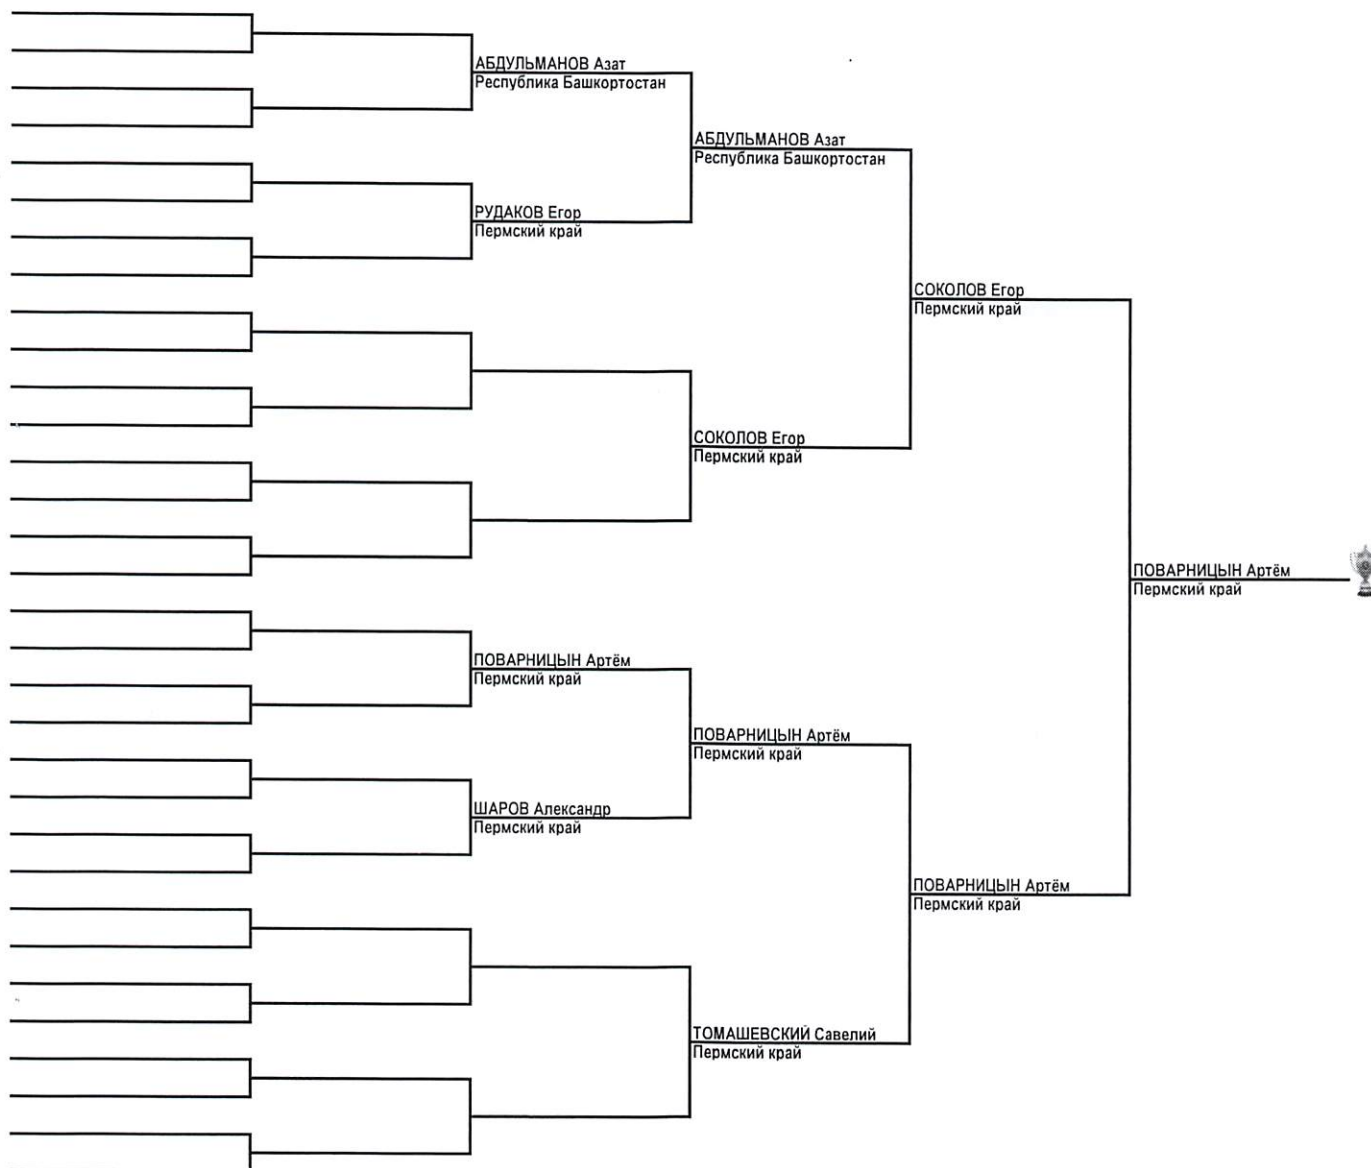 АБДУЛЬМАНОВ Азат
Республика Башкортостан
АБДУЛЬМАНОВ Азат
Республика Башкортостан
РУДАКОВ Егор
Пермский край
СОКОЛОВ Егор
Пермский край
СОКОЛОВ Егор
Пермский край
ПОВАРНИЦЫН Артём
Пермский край
ПОВАРНИЦЫН Артём
Пермский край
ПОВАРНИЦЫН Артём
Пермский край
ШАРОВ Александр
Пермский край
ПОВАРНИЦЫН Артём
Пермский край
ТОМАШЕВСКИЙ Савелий
Пермский край